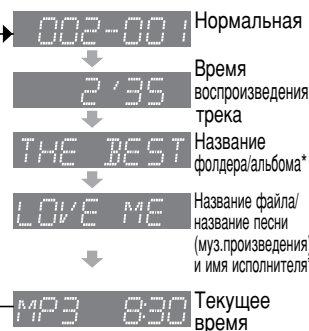 002-001
Нормальная
2'35
Время
воспроизведения
трека
THE BEST
Название
фолдера/альбома*
LOVE ME
Название файла/
название песни
(муз.произведения)
и имя исполнителя*
MP3 8:30
Текущее
время